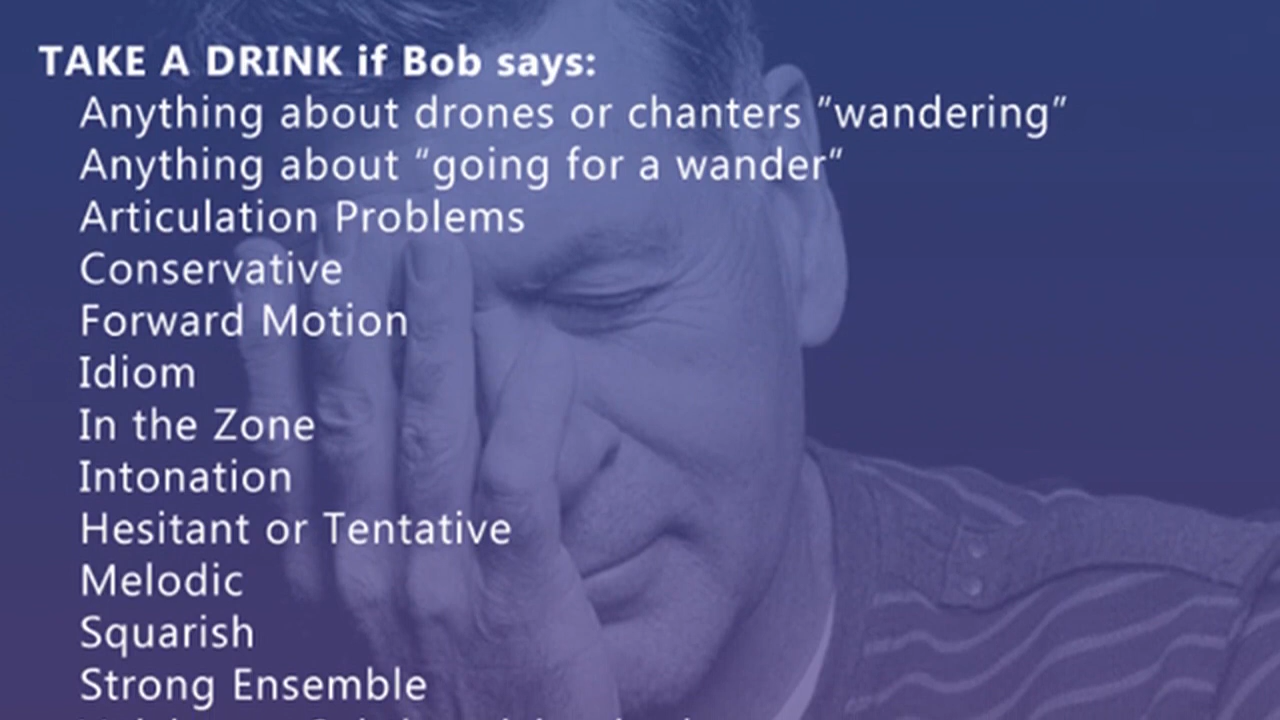 TAKE A DRINK if Bob says:
Anything about drones or chanters "wandering"
Anything about "going for a wander"
Articulation Problems
Conservative
Forward Motion
Idiom
In the Zone
Intonation
Hesitant or Tentative
Melodic
Squarish
Strong Ensemble